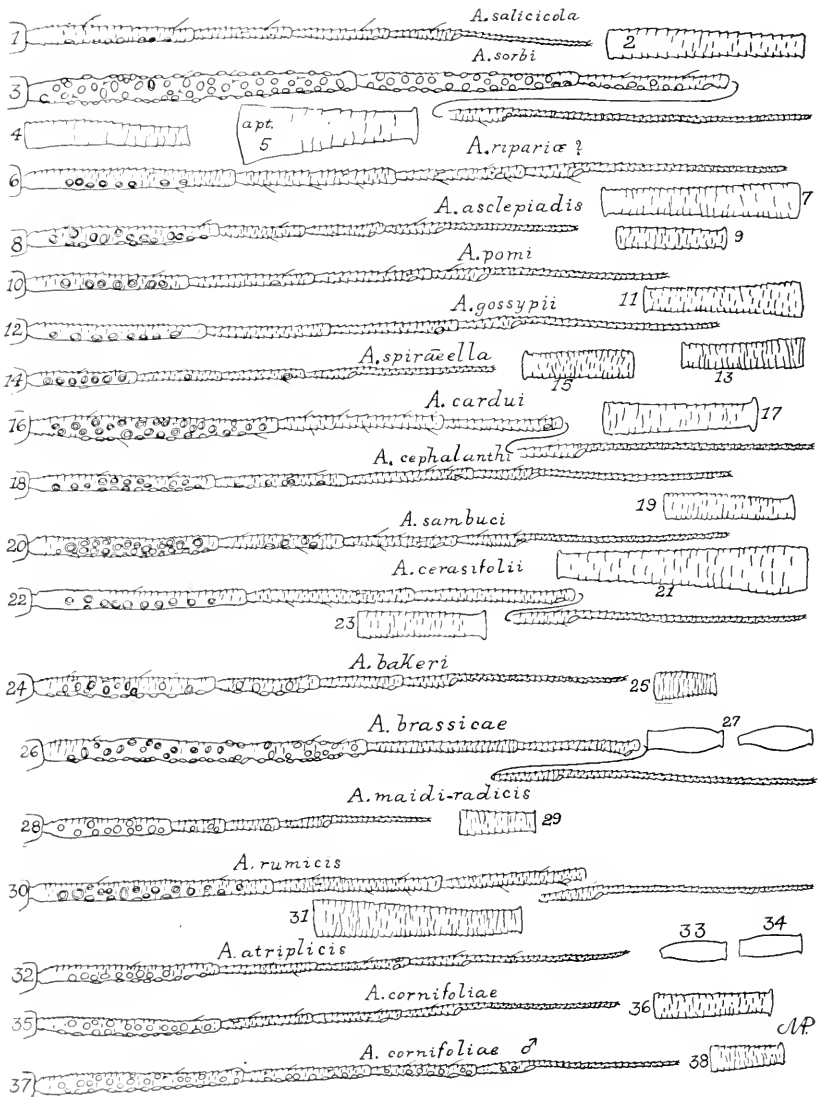 A. salicicola
1
2
A. sorbi
3
4
apt.
5
A. ripariæ ?
6
7
A. asclepiadis
8
9
A. pomi
10
11
A. gossypii
12
13
A. spiræella
14
15
A. cardui
16
17
A. cephalanthi
18
19
A. sambuci
20
21
A. cerasifolii
22
23
A. bakeri
24
25
A. brassicae
26
27
A. maidi-radicis
28
29
A. rumicis
30
31
A. atriplicis
32
33
34
A. cornifoliae
35
36
MP.
A. cornifoliae ♂
37
38